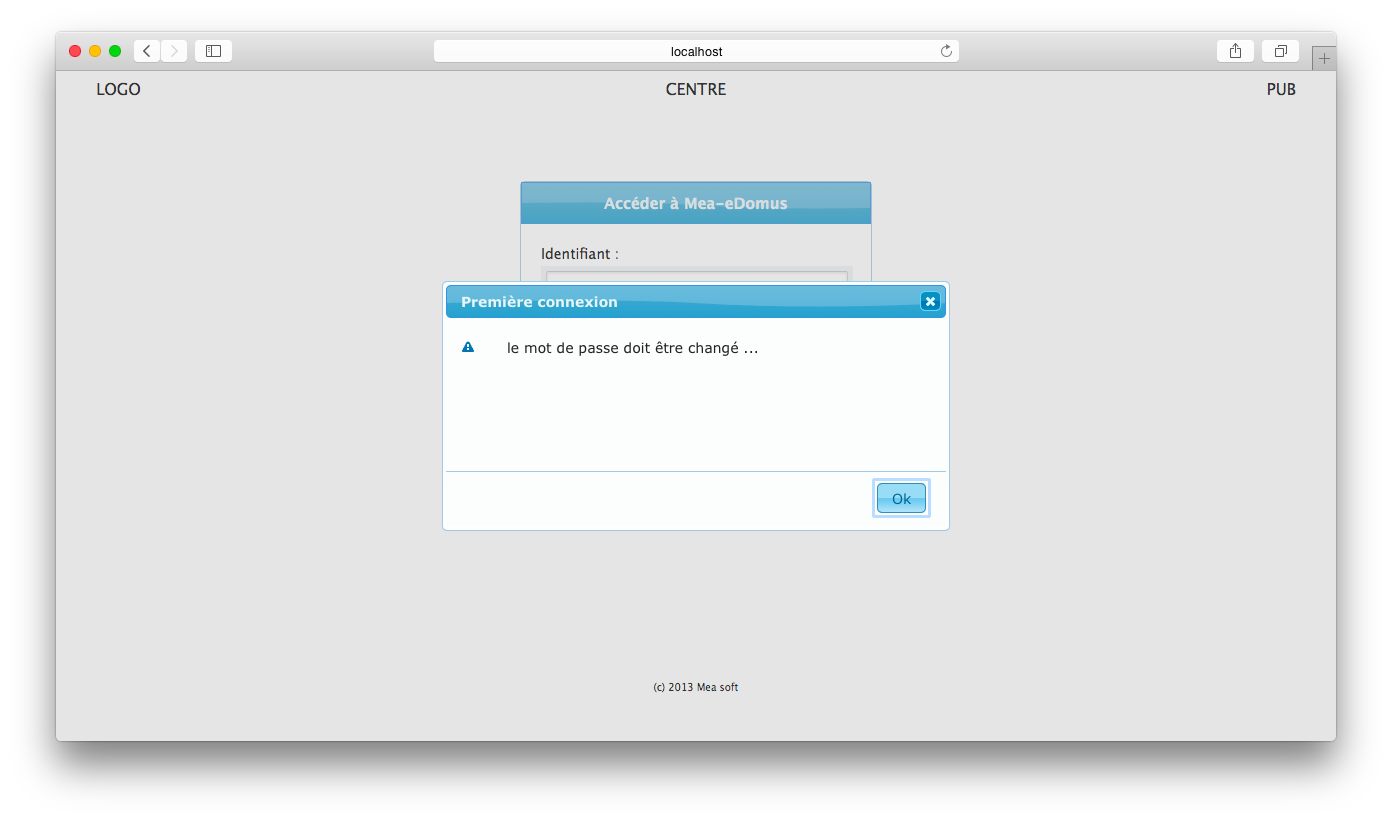 localhost
LOGO CENTRE PUB
Accéder à Mea-eDomus
Identifiant :
Première connexion
le mot de passe doit être changé ...
Ok
(c) 2013 Mea soft